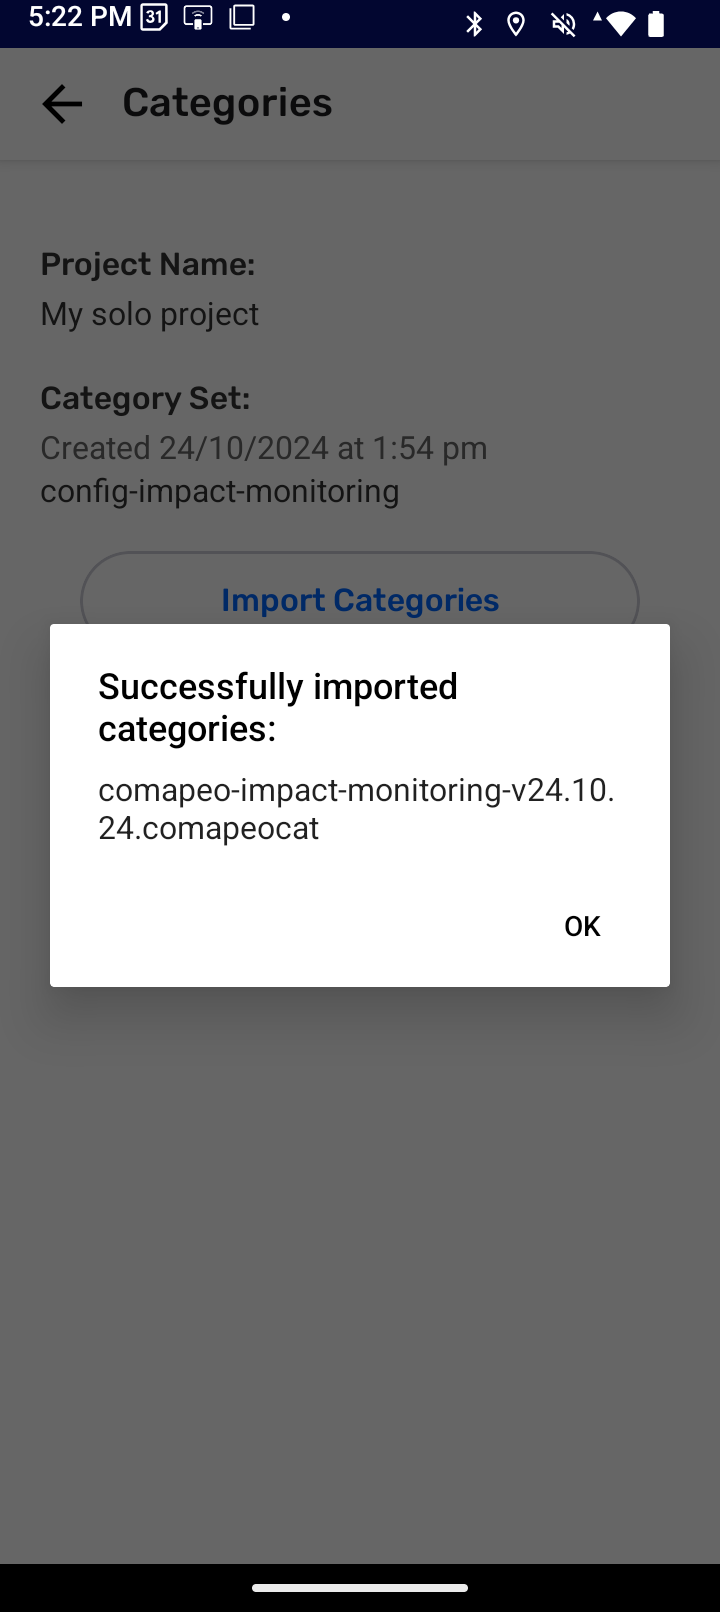 5:22 PM 31
Categories
Project Name:
My solo project
Category Set:
Created 24/10/2024 at 1:54 pm
config-impact-monitoring
Import Categories
Successfully imported
categories:
comapeo-impact-monitoring-v24.10.
24.comapeocat
OK